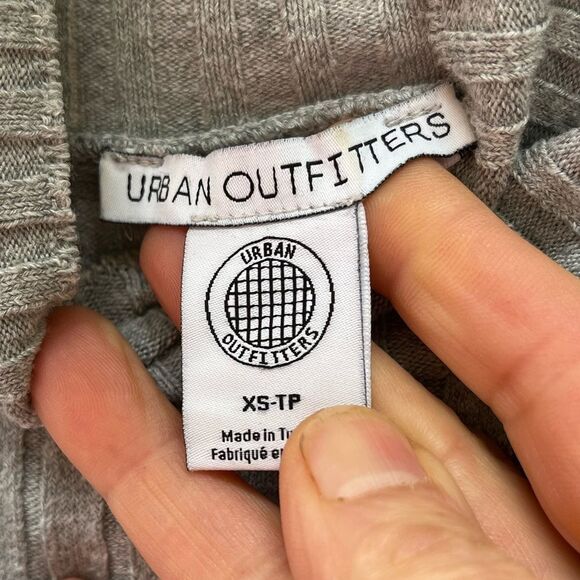 URBAN OUTFITTERS
URBAN
OUTFITTERS
XS-TP
Made in
Fabriqué